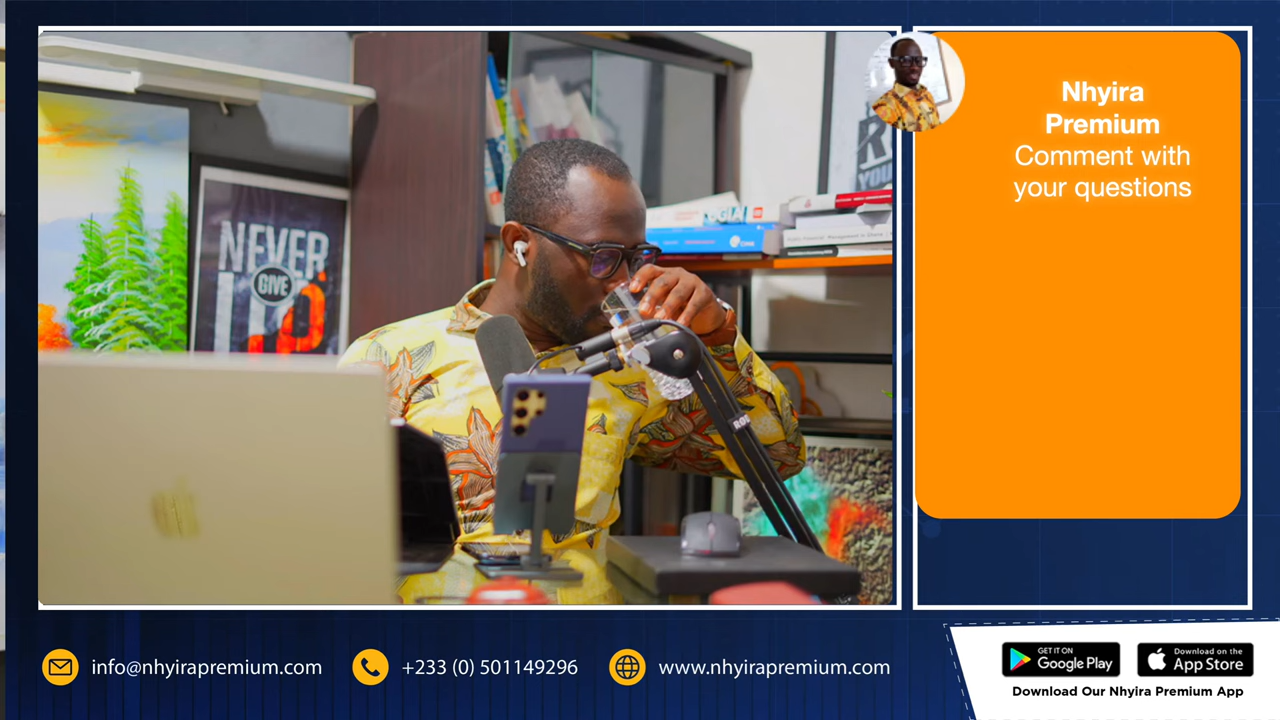 NEVER
GIVE
UP
Nhyira
Premium
Comment with
your questions
info@nhyirapremium.com
+233 (0) 501149296
www.nhyirapremium.com
GET IT ON
Google Play
Download on the
App Store
Download Our Nhyira Premium App